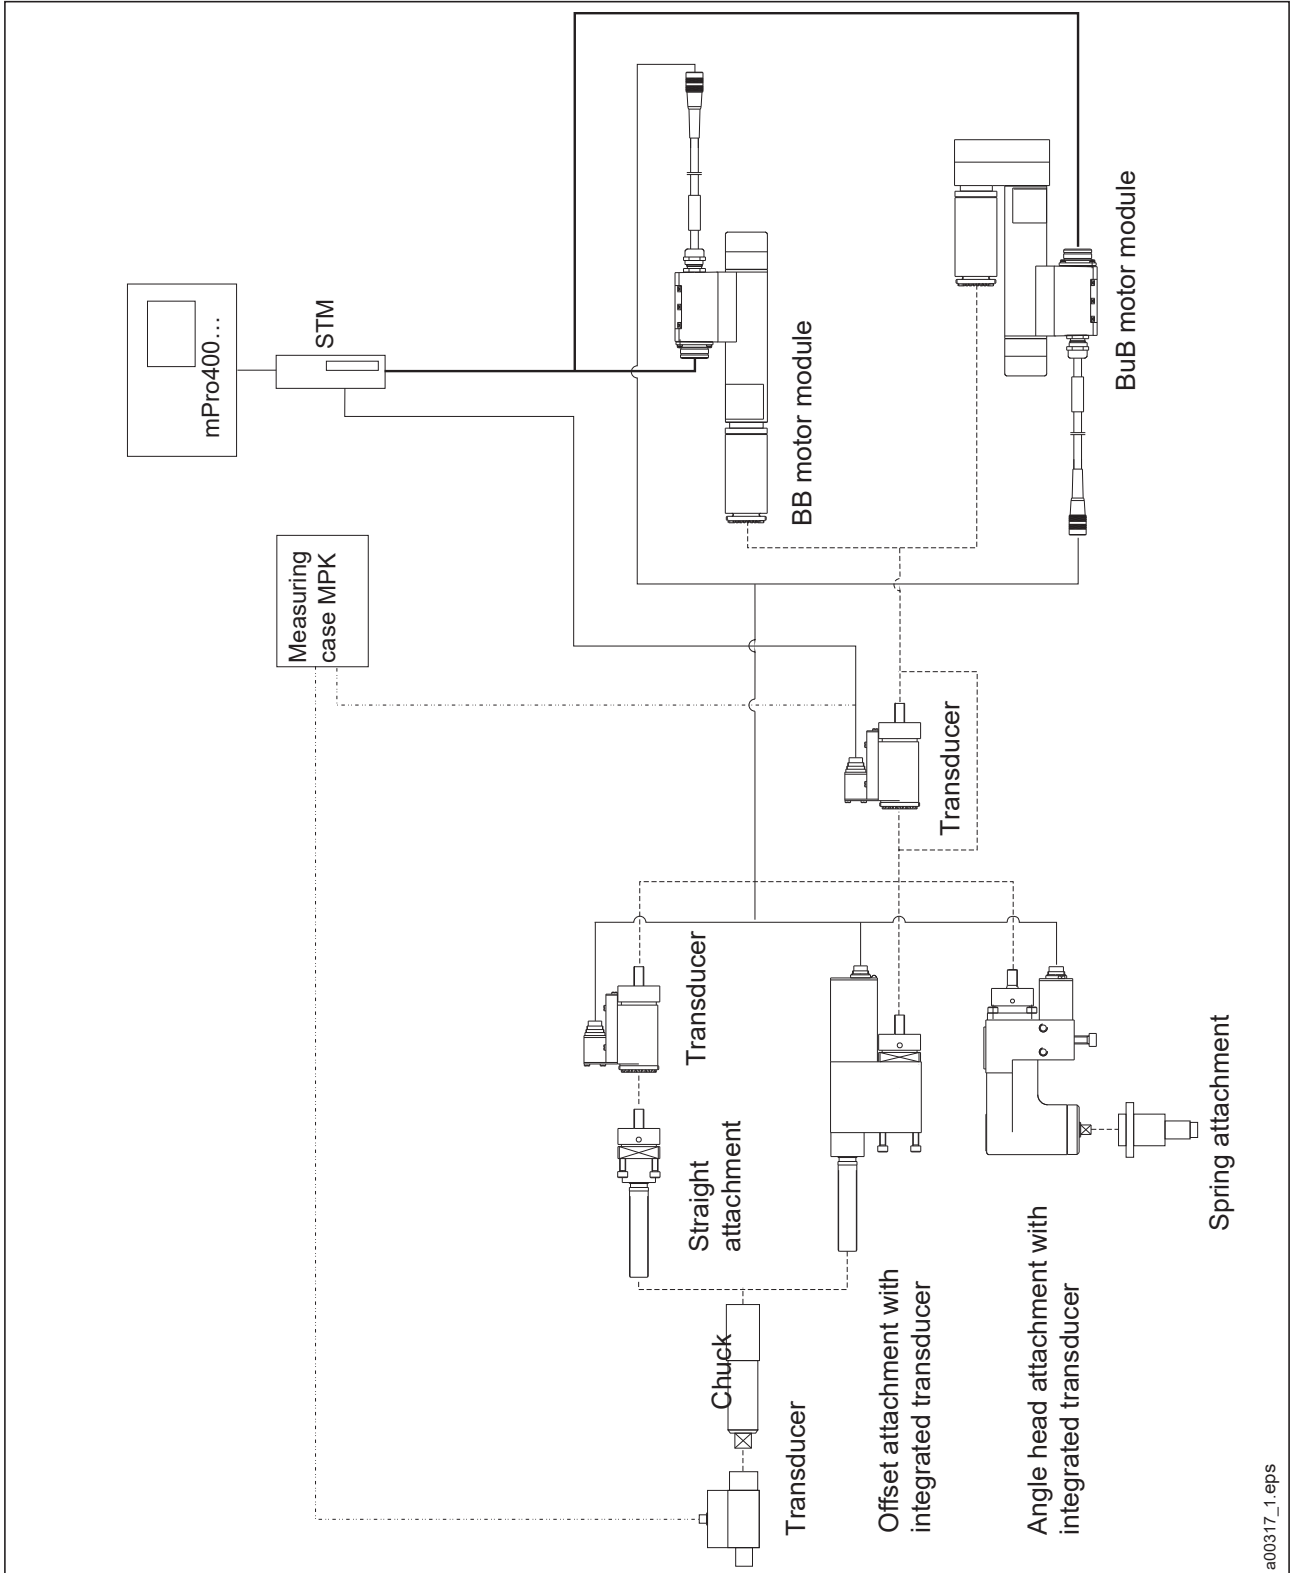 mPro400...
STM
Measuring
case MPK
BB motor module
BuB motor module
Transducer
Transducer
Straight
attachment
Chuck
Transducer
Offset attachment with
integrated transducer
Angle head attachment with
integrated transducer
Spring attachment
a00317_1.eps